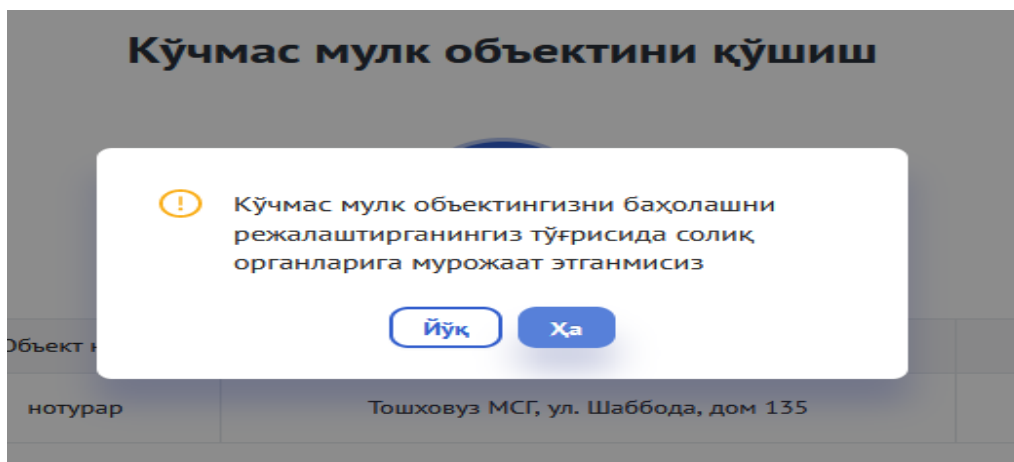 Кўчмас мулк объектини қўшиш
Кўчмас мулк объектингизни баҳолашни
режалаштирганингиз тўғрисида солиқ
органларига мурожаат этганмисиз
Йўқ Ҳа
Объект
нотурар Тошховуз МСГ, ул. Шаббода, дом 135